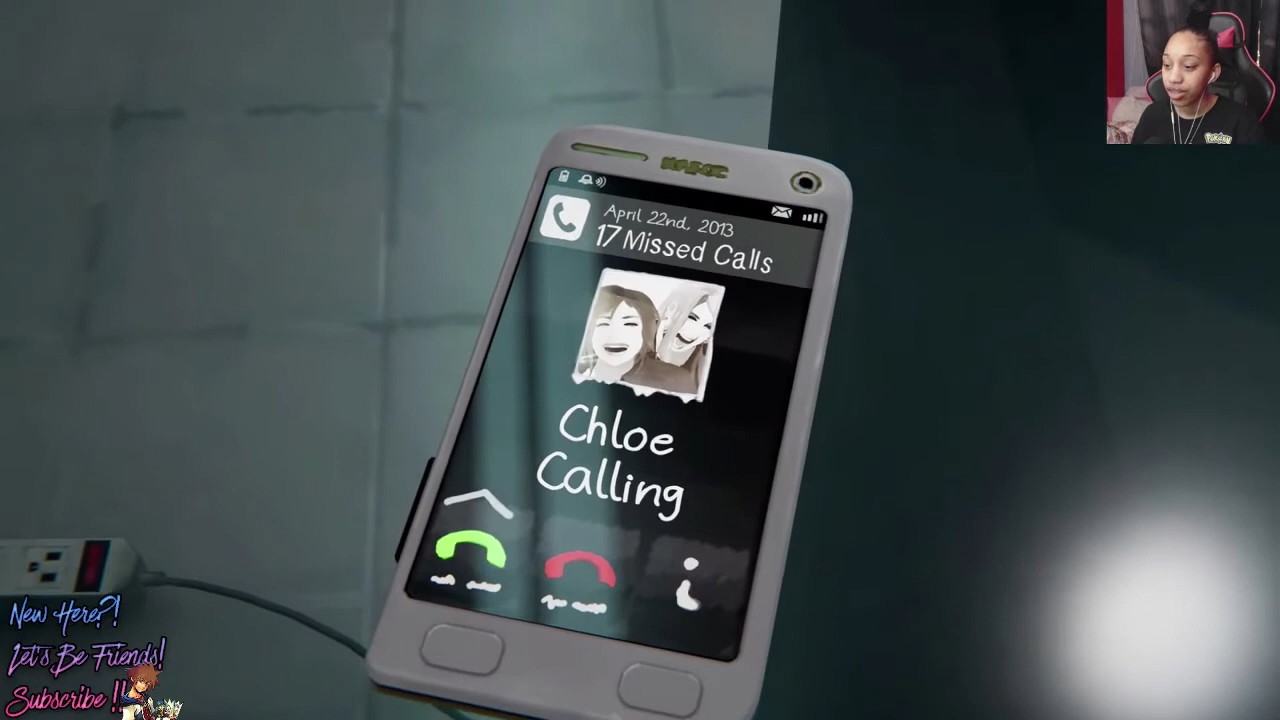 April 22nd, 2013
17 Missed Calls
Chloe
Calling
New Here?!
Let's Be Friends!
Subscribe !!